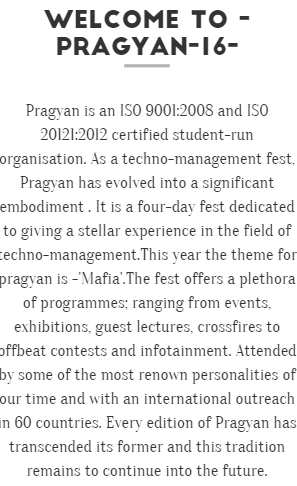 WELCOME TO -
PRAGYAN-16-
Pragyan is an ISO 9001:2008 and ISO
20121:2012 certified student-run
organisation. As a techno-management fest,
Pragyan has evolved into a significant
embodiment . It is a four-day fest dedicated
to giving a stellar experience in the field of
techno-management.This year the theme for
pragyan is -'Mafia'.The fest offers a plethora
of programmes; ranging from events,
exhibitions, guest lectures, crossfires to
offbeat contests and infotainment. Attended
by some of the most renown personalities of
our time and with an international outreach
in 60 countries. Every edition of Pragyan has
transcended its former and this tradition
remains to continue into the future.